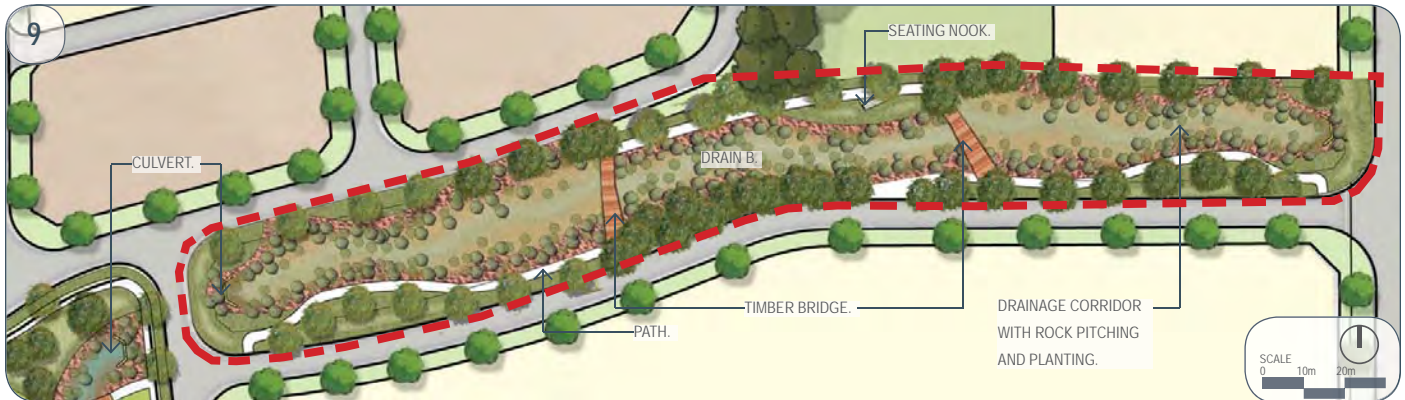 9
SEATING NOOK.
CULVERT.
DRAIN B.
TIMBER BRIDGE.
PATH.
DRAINAGE CORRIDOR
WITH ROCK PITCHING
AND PLANTING.
SCALE
0 10m 20m